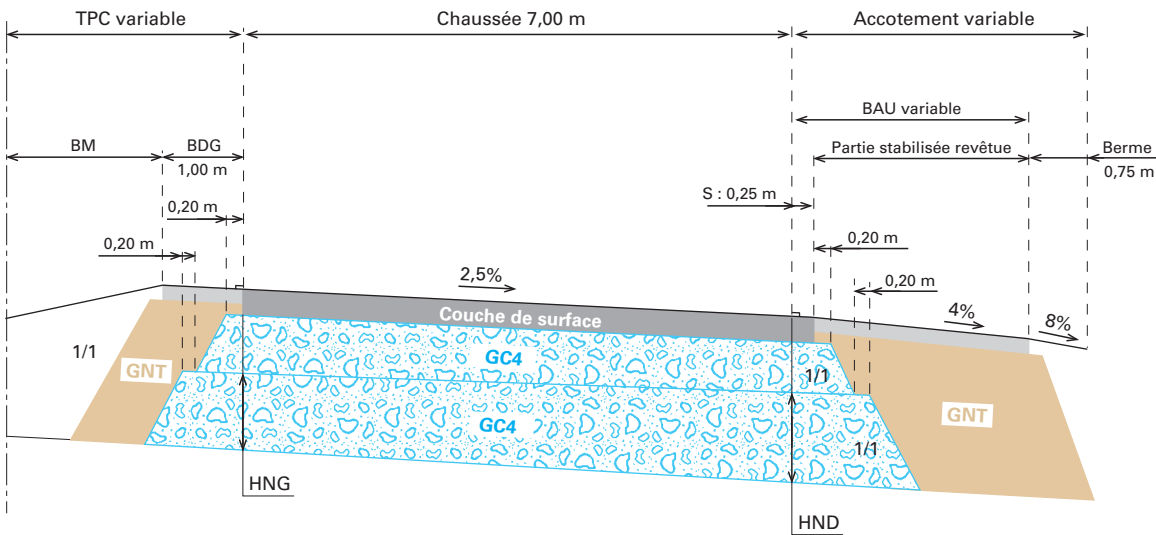 TPC variable
Chaussée 7,00 m
Accotement variable
BAU variable
BM
BDG
1,00 m
Partie stabilisée revêtue
Berme
0,75 m
0,20 m
S : 0,25 m
0,20 m
0,20 m
0,20 m
2,5%
4%
8%
Couche de surface
1/1
GNT
GC4
1/1
GNT
GC4
1/1
HNG
HND